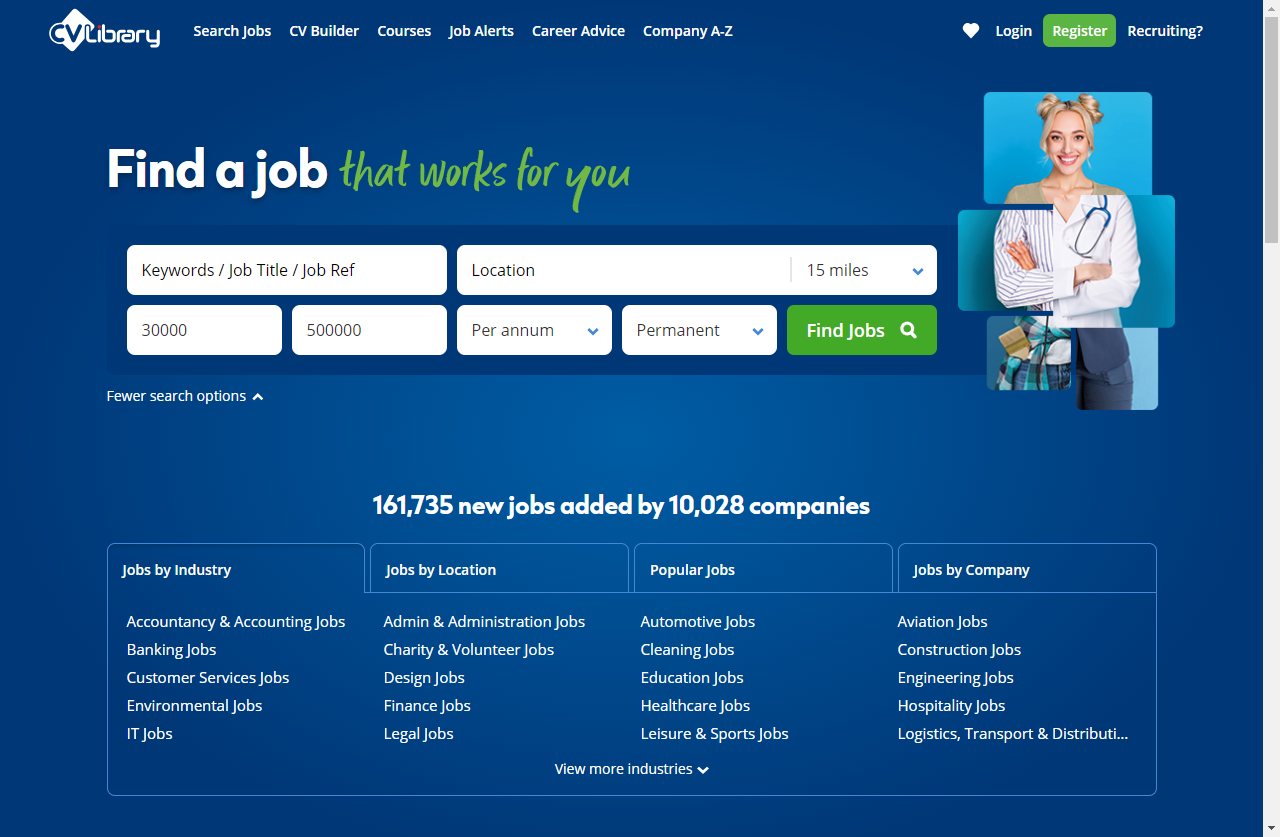 CVLibrary
Search Jobs CV Builder Courses Job Alerts Career Advice Company A-Z Login Register Recruiting?
Find a job that works for you
Keywords / Job Title / Job Ref Location 15 miles
30000 500000 Per annum Permanent Find Jobs
Fewer search options
161,735 new jobs added by 10,028 companies
Jobs by Industry Jobs by Location Popular Jobs Jobs by Company
Accountancy & Accounting Jobs Admin & Administration Jobs Automotive Jobs Aviation Jobs
Banking Jobs Charity & Volunteer Jobs Cleaning Jobs Construction Jobs
Customer Services Jobs Design Jobs Education Jobs Engineering Jobs
Environmental Jobs Finance Jobs Healthcare Jobs Hospitality Jobs
IT Jobs Legal Jobs Leisure & Sports Jobs Logistics, Transport & Distributi...
View more industries